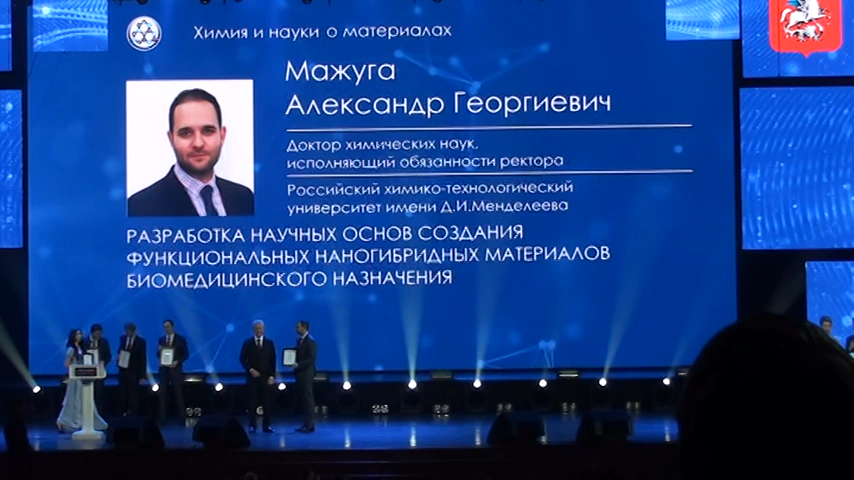 Химия и науки о материалах
Мажуга
Александр Георгиевич
Доктор химических наук,
исполняющий обязанности ректора
Российский химико-технологический
университет имени Д.И.Менделеева
РАЗРАБОТКА НАУЧНЫХ ОСНОВ СОЗДАНИЯ
ФУНКЦИОНАЛЬНЫХ НАНОГИБРИДНЫХ МАТЕРИАЛОВ
БИОМЕДИЦИНСКОГО НАЗНАЧЕНИЯ